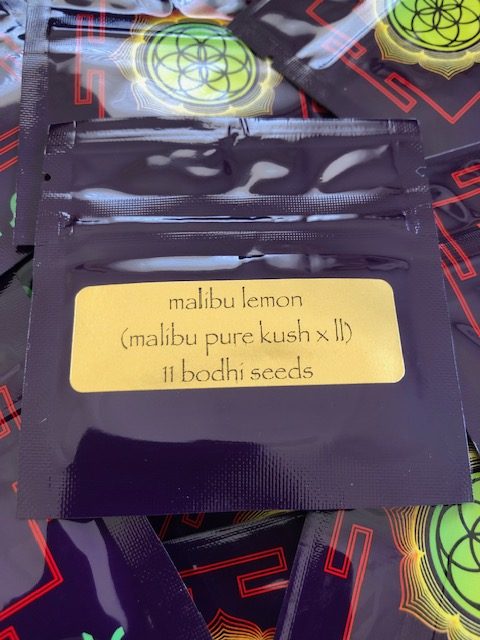 malibu lemon
(malibu pure kush x ll)
11 bodhi seeds